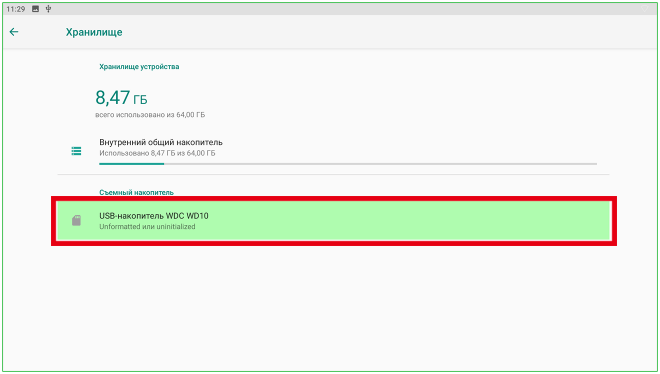 11:29
Хранилище
Хранилище устройства
8,47 ГБ
всего использовано из 64,00 ГБ
Внутренний общий накопитель
Использовано 8,47 ГБ из 64,00 ГБ
Съемный накопитель
USB-накопитель WDC WD10
Unformatted или uninitialized